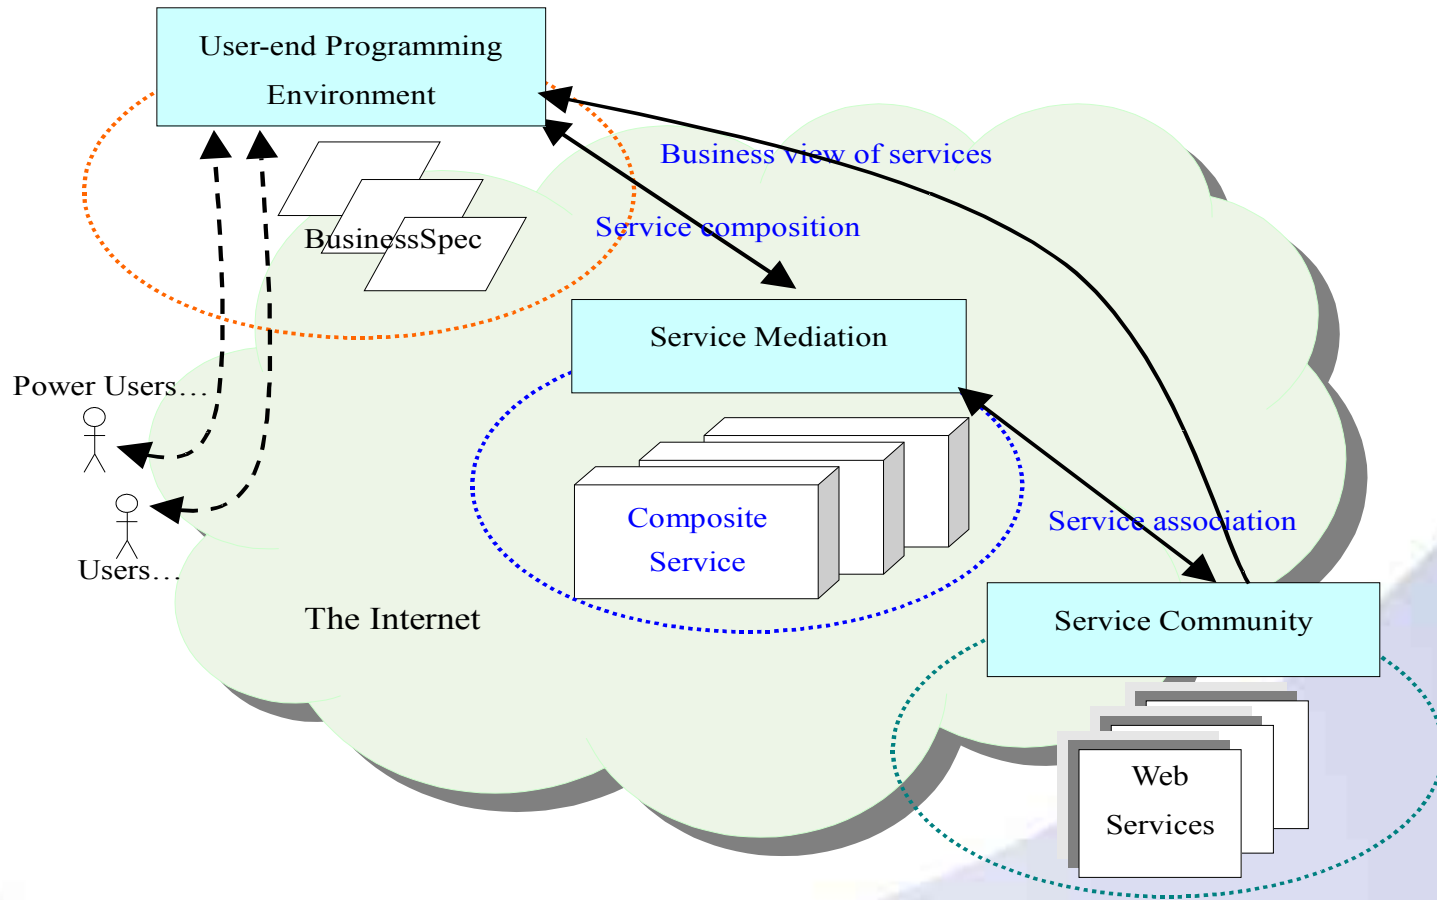 User-end Programming
Environment
Business view of services
Service composition
BusinessSpec
Service Mediation
Power Users…
Composite
Service
Service association
Users…
The Internet
Service Community
Web
Services